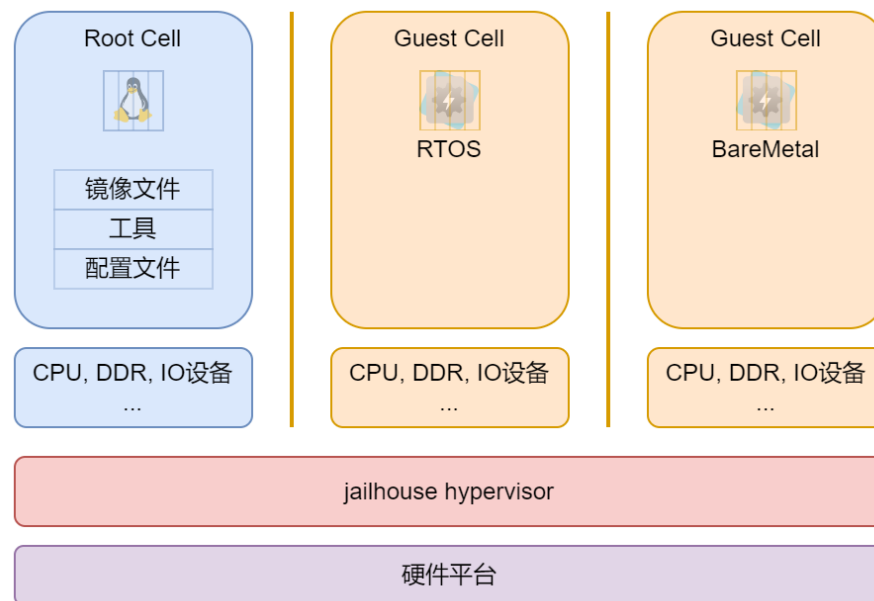 Root Cell
镜像文件
工具
配置文件
CPU, DDR, IO设备
...
Guest Cell
RTOS
CPU, DDR, IO设备
...
Guest Cell
BareMetal
CPU, DDR, IO设备
...
jailhouse hypervisor
硬件平台